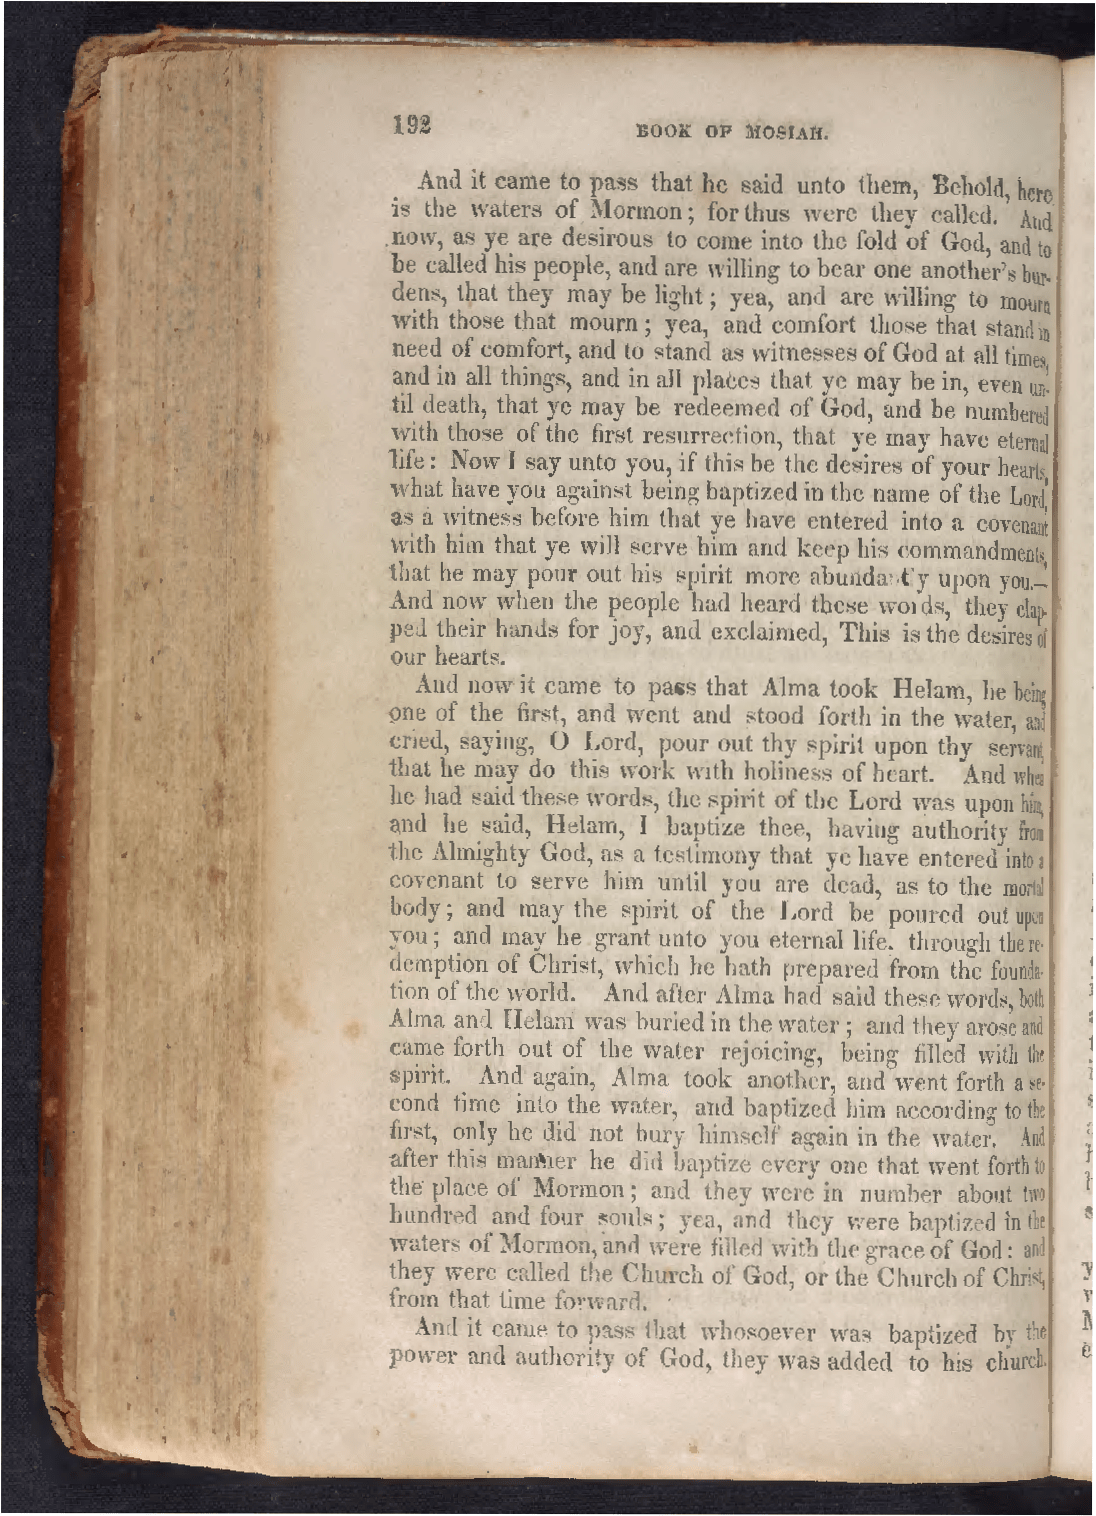 192
BOOK OF MOSIAH.
And it came to pass that he said unto them, Behold, here
is the waters of Mormon; for thus were they called. And
now, as ye are desirous to come into the fold of God, and to
be called his people, and are willing to bear one another's bur-
dens, that they may be light; yea, and are willing to mourn
with those that mourn; yea, and comfort those that stand in
need of comfort, and to stand as witnesses of God at all times,
and in all things, and in all places that ye may be in, even un-
til death, that ye may be redeemed of God, and be numbered
with those of the first resurrection, that ye may have eternal
life: Now I say unto you, if this be the desires of your hearts,
what have you against being baptized in the name of the Lord,
as a witness before him that ye have entered into a covenant
with him that ye will serve him and keep his commandments,
that he may pour out his spirit more abundantly upon you.—
And now when the people had heard these words, they clap-
ped their hands for joy, and exclaimed, This is the desires of
our hearts.
And now it came to pass that Alma took Helam, he being
one of the first, and went and stood forth in the water, and
cried, saying, O Lord, pour out thy spirit upon thy servant,
that he may do this work with holiness of heart. And when
he had said these words, the spirit of the Lord was upon him,
and he said, Helam, I baptize thee, having authority from
the Almighty God, as a testimony that ye have entered into a
covenant to serve him until you are dead, as to the mortal
body; and may the spirit of the Lord be poured out upon
you; and may he grant unto you eternal life. through the re-
demption of Christ, which he hath prepared from the founda-
tion of the world. And after Alma had said these words, both
Alma and Helam was buried in the water; and they arose and
came forth out of the water rejoicing, being filled with the
spirit. And again, Alma took another, and went forth a se-
cond time into the water, and baptized him according to the
first, only he did not bury himself again in the water. And
after this manner he did baptize every one that went forth to
the place of Mormon; and they were in number about two
hundred and four souls; yea, and they were baptized in the
waters of Mormon, and were filled with the grace of God: and
they were called the Church of God, or the Church of Christ,
from that time forward.
And it came to pass that whosoever was baptized by the
power and authority of God, they was added to his church.